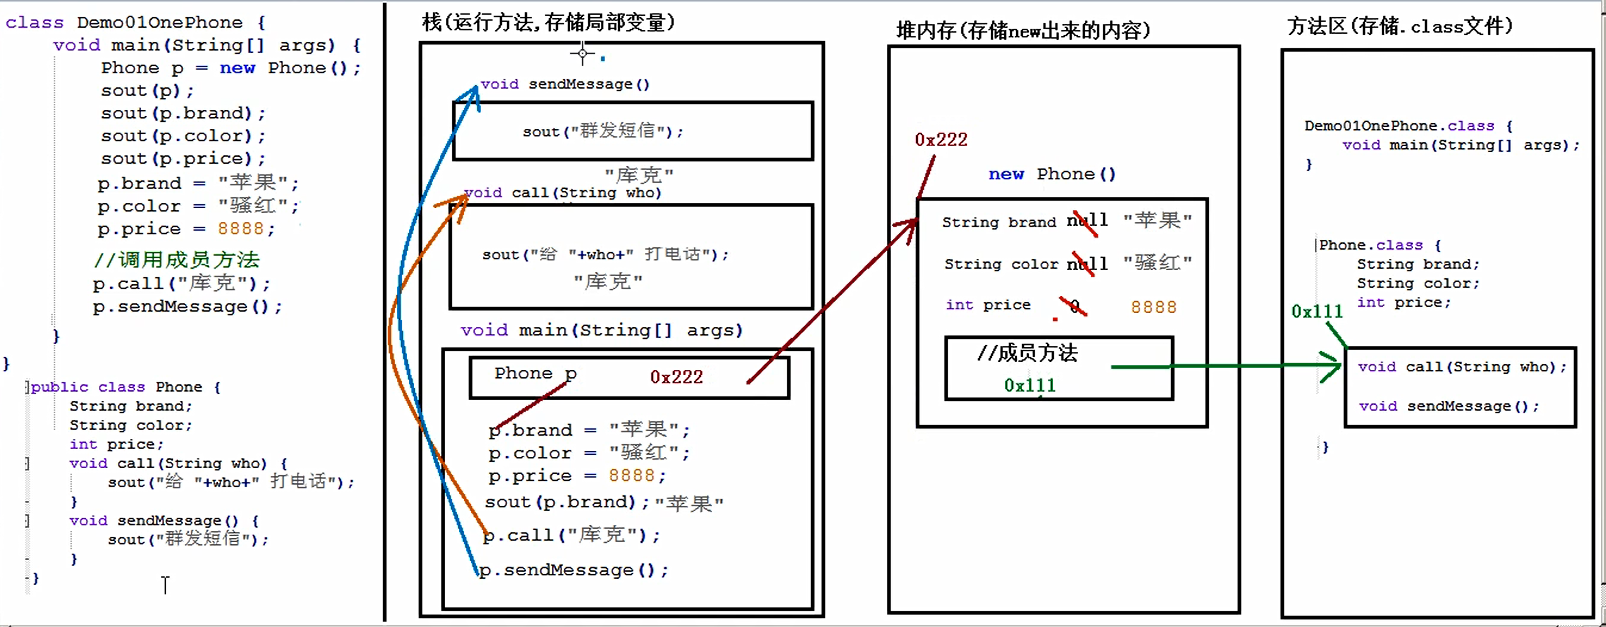 class Demo01OnePhone {
void main(String[] args) {
Phone p = new Phone();
sout(p);
sout(p.brand);
sout(p.color);
sout(p.price);
p.brand = "苹果";
p.color = "骚红";
p.price = 8888;
//调用成员方法
p.call("库克");
p.sendMessage();
}
}
public class Phone {
String brand;
String color;
int price;
void call(String who) {
sout("给 "+who+" 打电话");
}
void sendMessage() {
sout("群发短信");
}
}
栈(运行方法,存储局部变量)
void sendMessage()
sout("群发短信");
"库克"
void call(String who)
sout("给 "+who+" 打电话");
"库克"
void main(String[] args)
Phone p 0x222
p.brand = "苹果";
p.color = "骚红";
p.price = 8888;
sout(p.brand);"苹果"
p.call("库克");
p.sendMessage();
堆内存(存储new出来的内容)
0x222
new Phone()
String brand null "苹果"
String color null "骚红"
int price 0 8888
//成员方法
0x111
方法区(存储.class文件)
Demo01OnePhone.class {
void main(String[] args);
}
Phone.class {
String brand;
String color;
int price;
0x111
void call(String who);
void sendMessage();
}